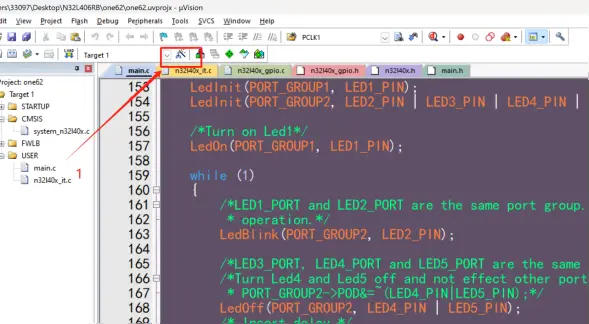 ers\33097\Desktop\N32L406RB\one62\one62.uvprojx - µVision
Edit View Project Flash Debug Peripherals Tools SVCS Window Help
PCLK1
LOAD Target 1
Project: one62
Target 1
STARTUP
CMSIS
system_n32l40x.c
FWLB
USER
main.c
n32l40x_it.c
1
main.c n32l40x_it.c n32l40x_gpio.c n32l40x_gpio.h n32l40x.h main.h
153 LedInit(PORT_GROUP1, LED1_PIN);
154 LedInit(PORT_GROUP2, LED2_PIN | LED3_PIN | LED4_PIN |
155
156 /*Turn on Led1*/
157 LedOn(PORT_GROUP1, LED1_PIN);
158
159 while (1)
160 {
161 /*LED1_PORT and LED2_PORT are the same port group.
162 * operation.*/
163 LedBlink(PORT_GROUP2, LED2_PIN);
164
165 /*LED3_PORT, LED4_PORT and LED5_PORT are the same
166 /*Turn Led4 and Led5 off and not effect other port
167 * PORT_GROUP2->POD&=~(LED4_PIN|LED5_PIN);*/
168 LedOff(PORT_GROUP2, LED4_PIN | LED5_PIN);
169 /* Insert delay */